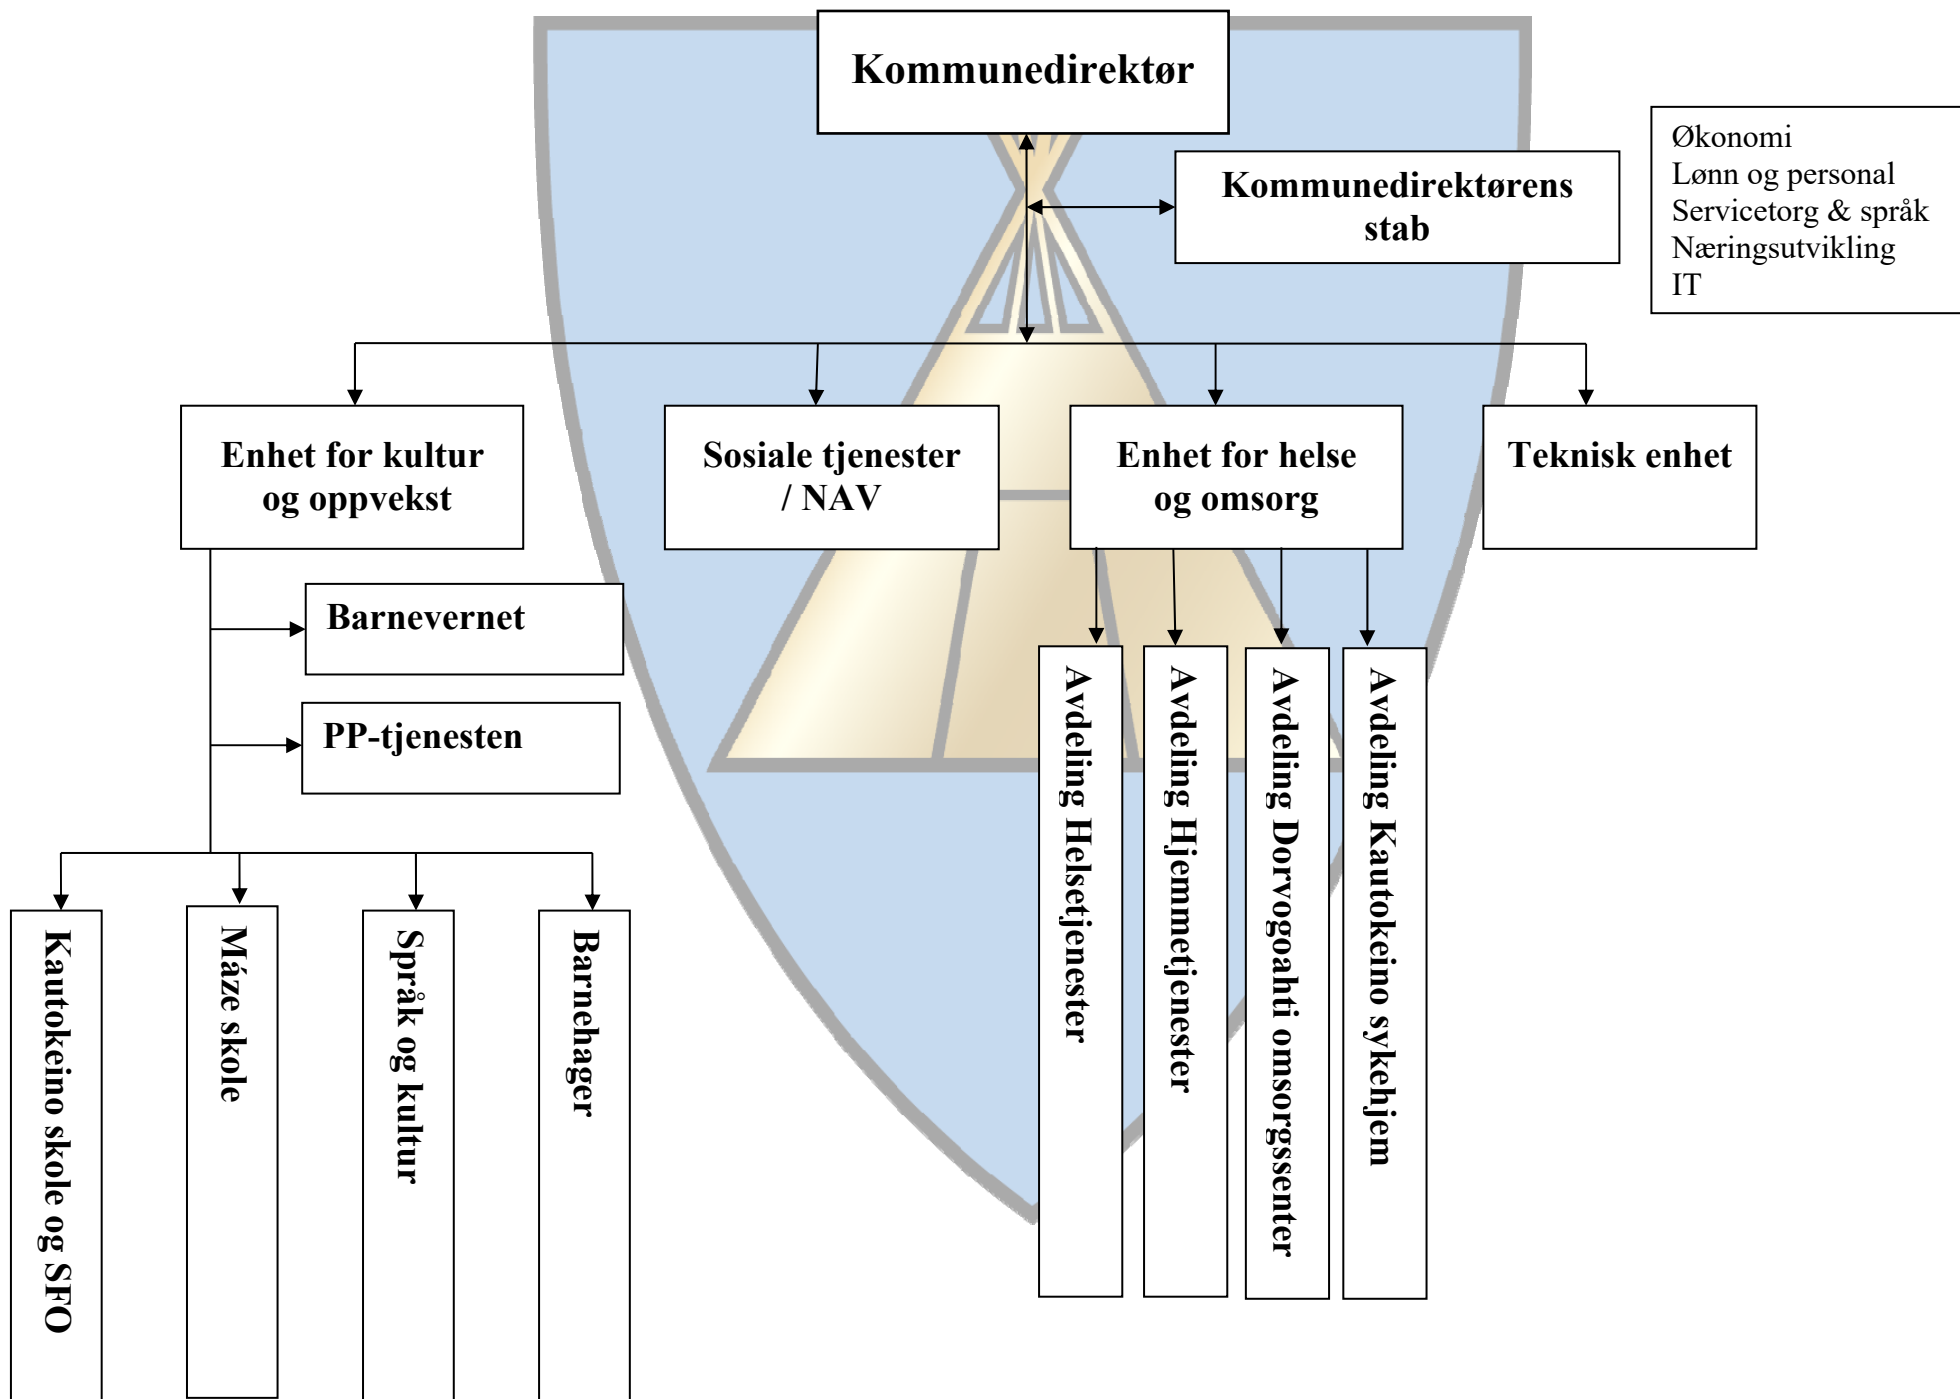 Kommunedirektør
Kommunedirektørens
stab
Økonomi
Lønn og personal
Servicetorg & språk
Næringsutvikling
IT
Enhet for kultur
og oppvekst
Sosiale tjenester
/ NAV
Enhet for helse
og omsorg
Teknisk enhet
Barnevernet
PP-tjenesten
Kautokeino skole og SFO
Máze skole
Språk og kultur
Barnehager
Avdeling Helsetjenester
Avdeling Hjemmetjenester
Avdeling Dorvogoahti omsorgssenter
Avdeling Kautokeino sykehjem